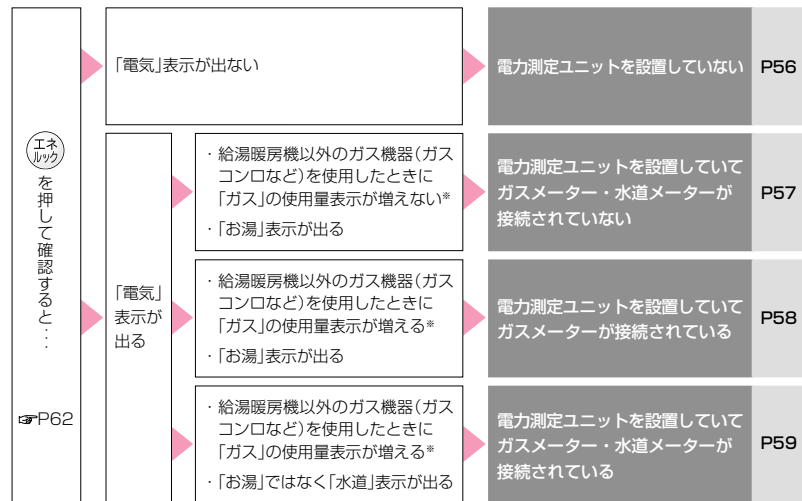 エネ
ルック
を押して確認すると･･･
☞P62
「電気」表示が出ない
電力測定ユニットを設置していない
P56
「電気」
表示が
出る
・給湯暖房機以外のガス機器（ガス
コンロなど）を使用したときに
「ガス」の使用量表示が増えない※
・「お湯」表示が出る
電力測定ユニットを設置していて
ガスメーター・水道メーターが
接続されていない
P57
・給湯暖房機以外のガス機器（ガス
コンロなど）を使用したときに
「ガス」の使用量表示が増える※
・「お湯」表示が出る
電力測定ユニットを設置していて
ガスメーターが接続されている
P58
・給湯暖房機以外のガス機器（ガス
コンロなど）を使用したときに
「ガス」の使用量表示が増える※
・「お湯」ではなく「水道」表示が出る
電力測定ユニットを設置していて
ガスメーター・水道メーターが
接続されている
P59